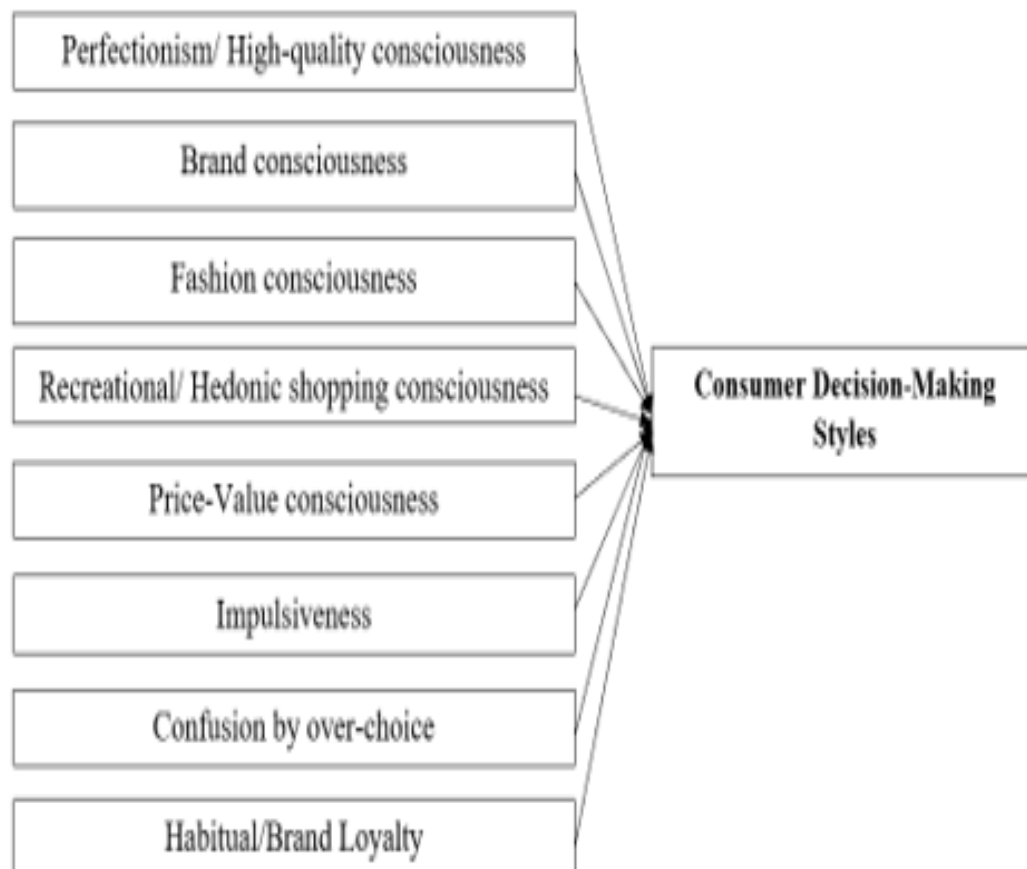 Perfectionism/ High-quality consciousness
Brand consciousness
Fashion consciousness
Recreational/ Hedonic shopping consciousness
Price-Value consciousness
Impulsiveness
Confusion by over-choice
Habitual/Brand Loyalty
Consumer Decision-Making
Styles